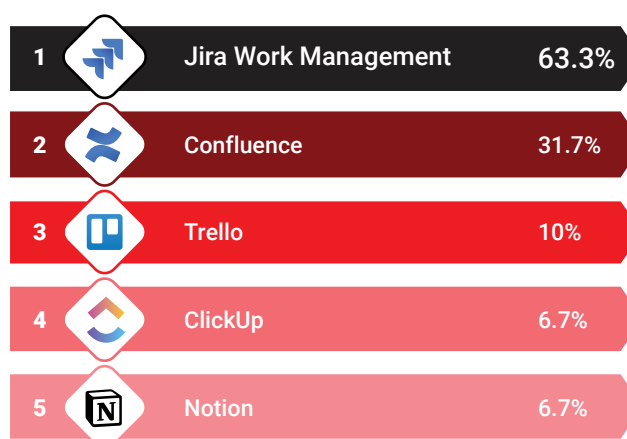 1 Jira Work Management 63.3%
2 Confluence 31.7%
3 Trello 10%
4 ClickUp 6.7%
5 N Notion 6.7%